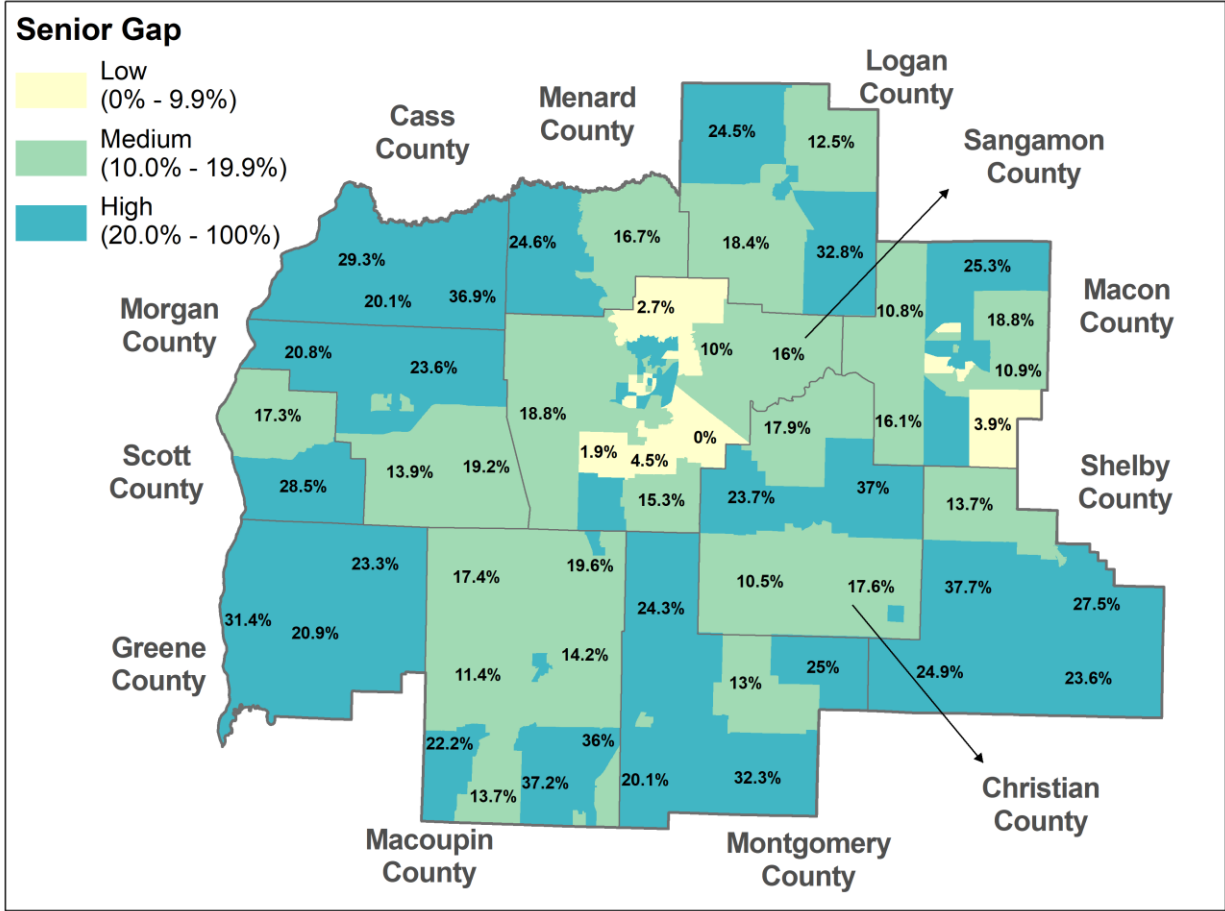 Senior Gap
Low
(0% - 9.9%)
Medium
(10.0% - 19.9%)
High
(20.0% - 100%)
Logan
County
Menard
County
Cass
County
Sangamon
County
Morgan
County
Macon
County
Scott
County
Shelby
County
Greene
County
Christian
County
Macoupin
County
Montgomery
County
24.5%
12.5%
24.6%
16.7%
18.4%
32.8%
29.3%
20.1%
36.9%
25.3%
2.7%
10.8%
18.8%
10%
16%
10.9%
20.8%
23.6%
17.3%
18.8%
17.9%
16.1%
3.9%
0%
1.9%
4.5%
13.9%
19.2%
28.5%
15.3%
23.7%
37%
13.7%
23.3%
17.4%
19.6%
10.5%
17.6%
37.7%
27.5%
24.3%
31.4%
20.9%
11.4%
14.2%
13%
25%
24.9%
23.6%
22.2%
36%
13.7%
37.2%
20.1%
32.3%